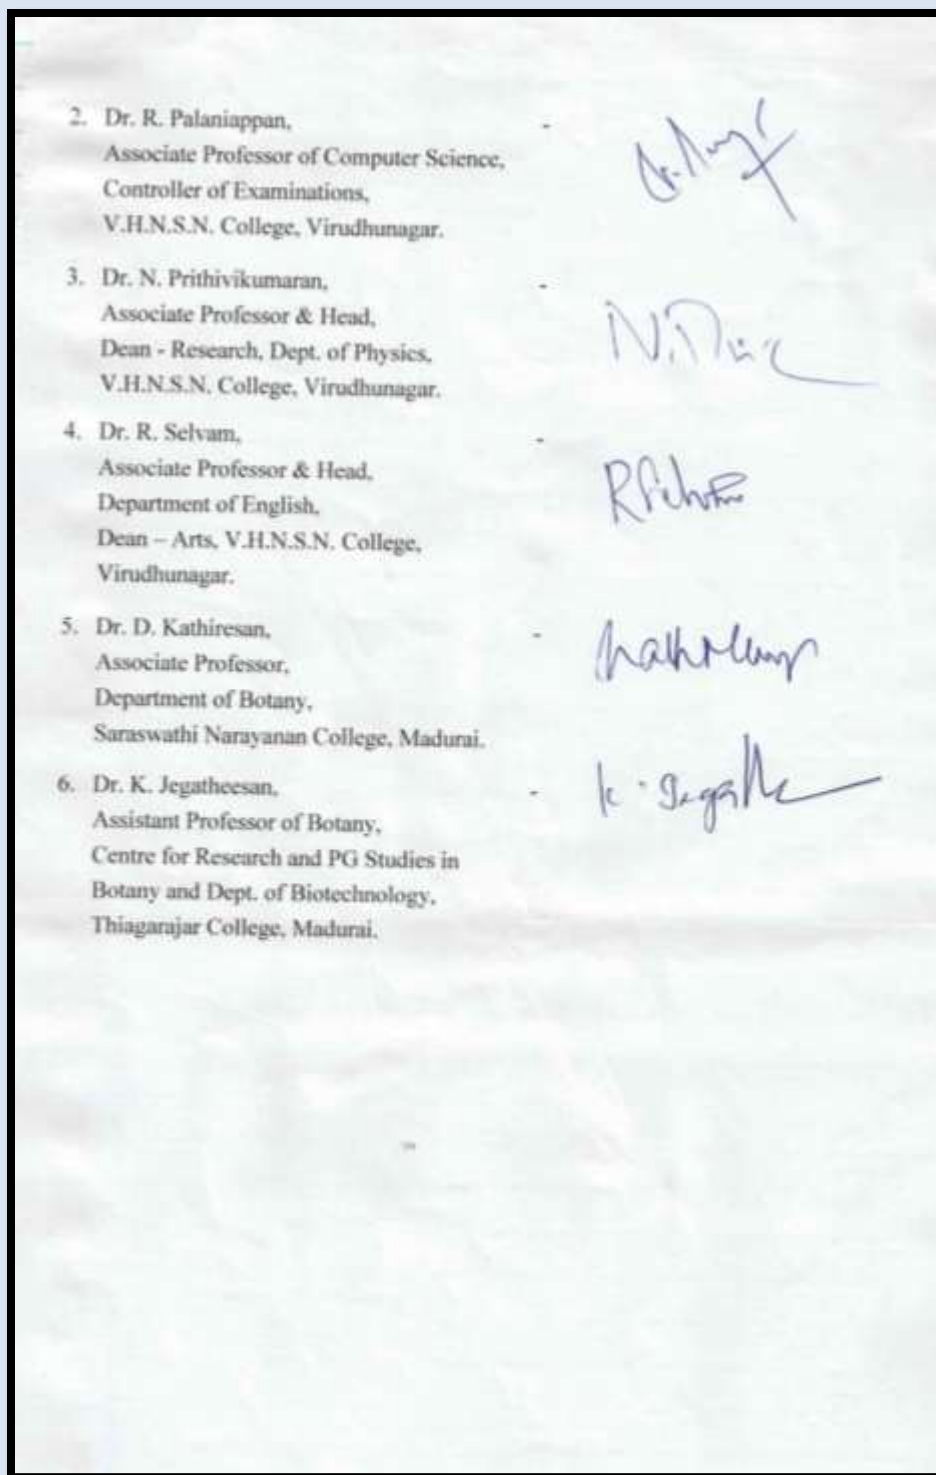 2. Dr. R. Palaniappan, -
Associate Professor of Computer Science,
Controller of Examinations,
V.H.N.S.N. College, Virudhunagar.
3. Dr. N. Prithivikumaran, -
Associate Professor & Head,
Dean - Research, Dept. of Physics,
V.H.N.S.N. College, Virudhunagar.
4. Dr. R. Selvam, -
Associate Professor & Head,
Department of English,
Dean – Arts, V.H.N.S.N. College,
Virudhunagar.
5. Dr. D. Kathiresan, -
Associate Professor,
Department of Botany,
Saraswathi Narayanan College, Madurai.
6. Dr. K. Jegatheesan, -
Assistant Professor of Botany,
Centre for Research and PG Studies in
Botany and Dept. of Biotechnology,
Thiagarajar College, Madurai.